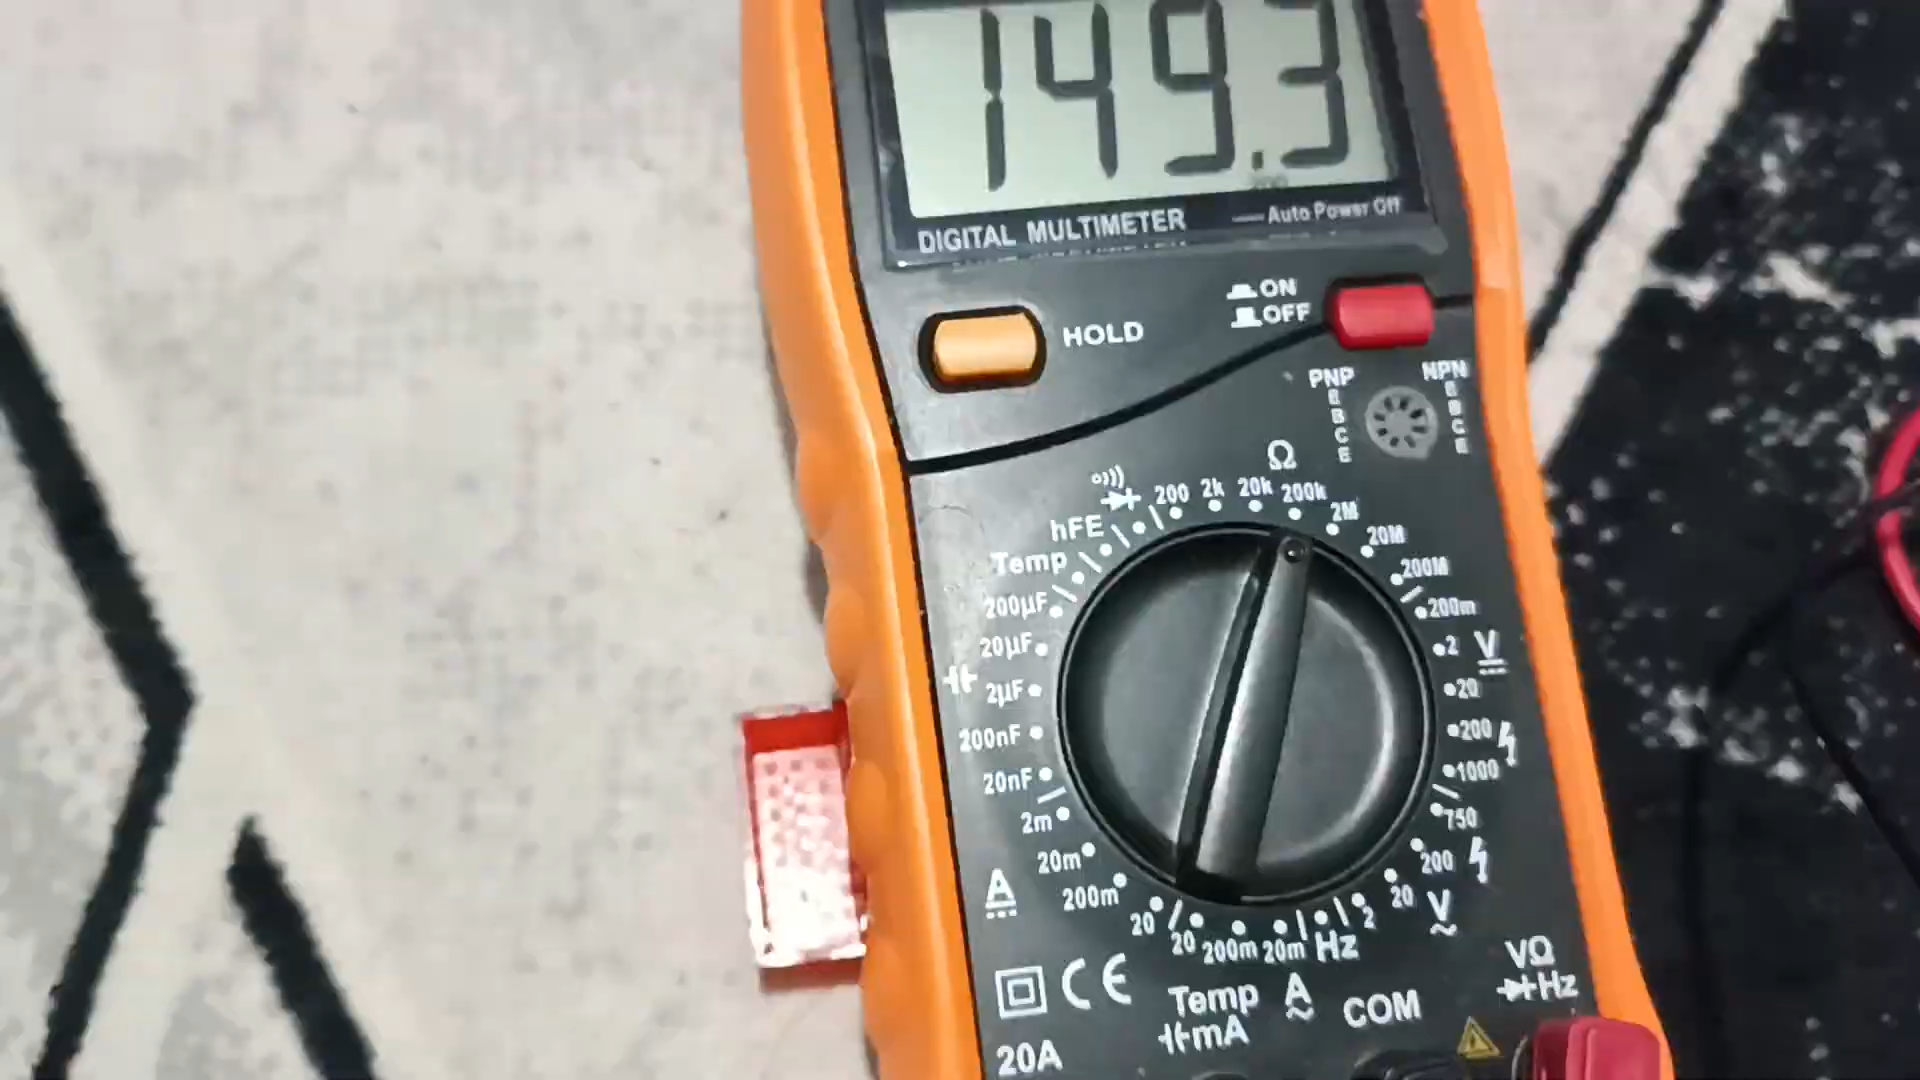 149.3
DIGITAL MULTIMETER
Auto Power Off
ON
OFF
HOLD
PNP
E
B
C
E
NPN
E
B
C
E
Ω
200
2k
20k
200k
2M
20M
200M
hFE
Temp
200µF
20µF
2µF
200nF
20nF
2m
20m
200m
20
A
200m
2
20
200
1000
V
750
200
20
2
V
Hz
20m
200m
20
A
20A
CE
Temp
mA
COM
VΩ
Hz